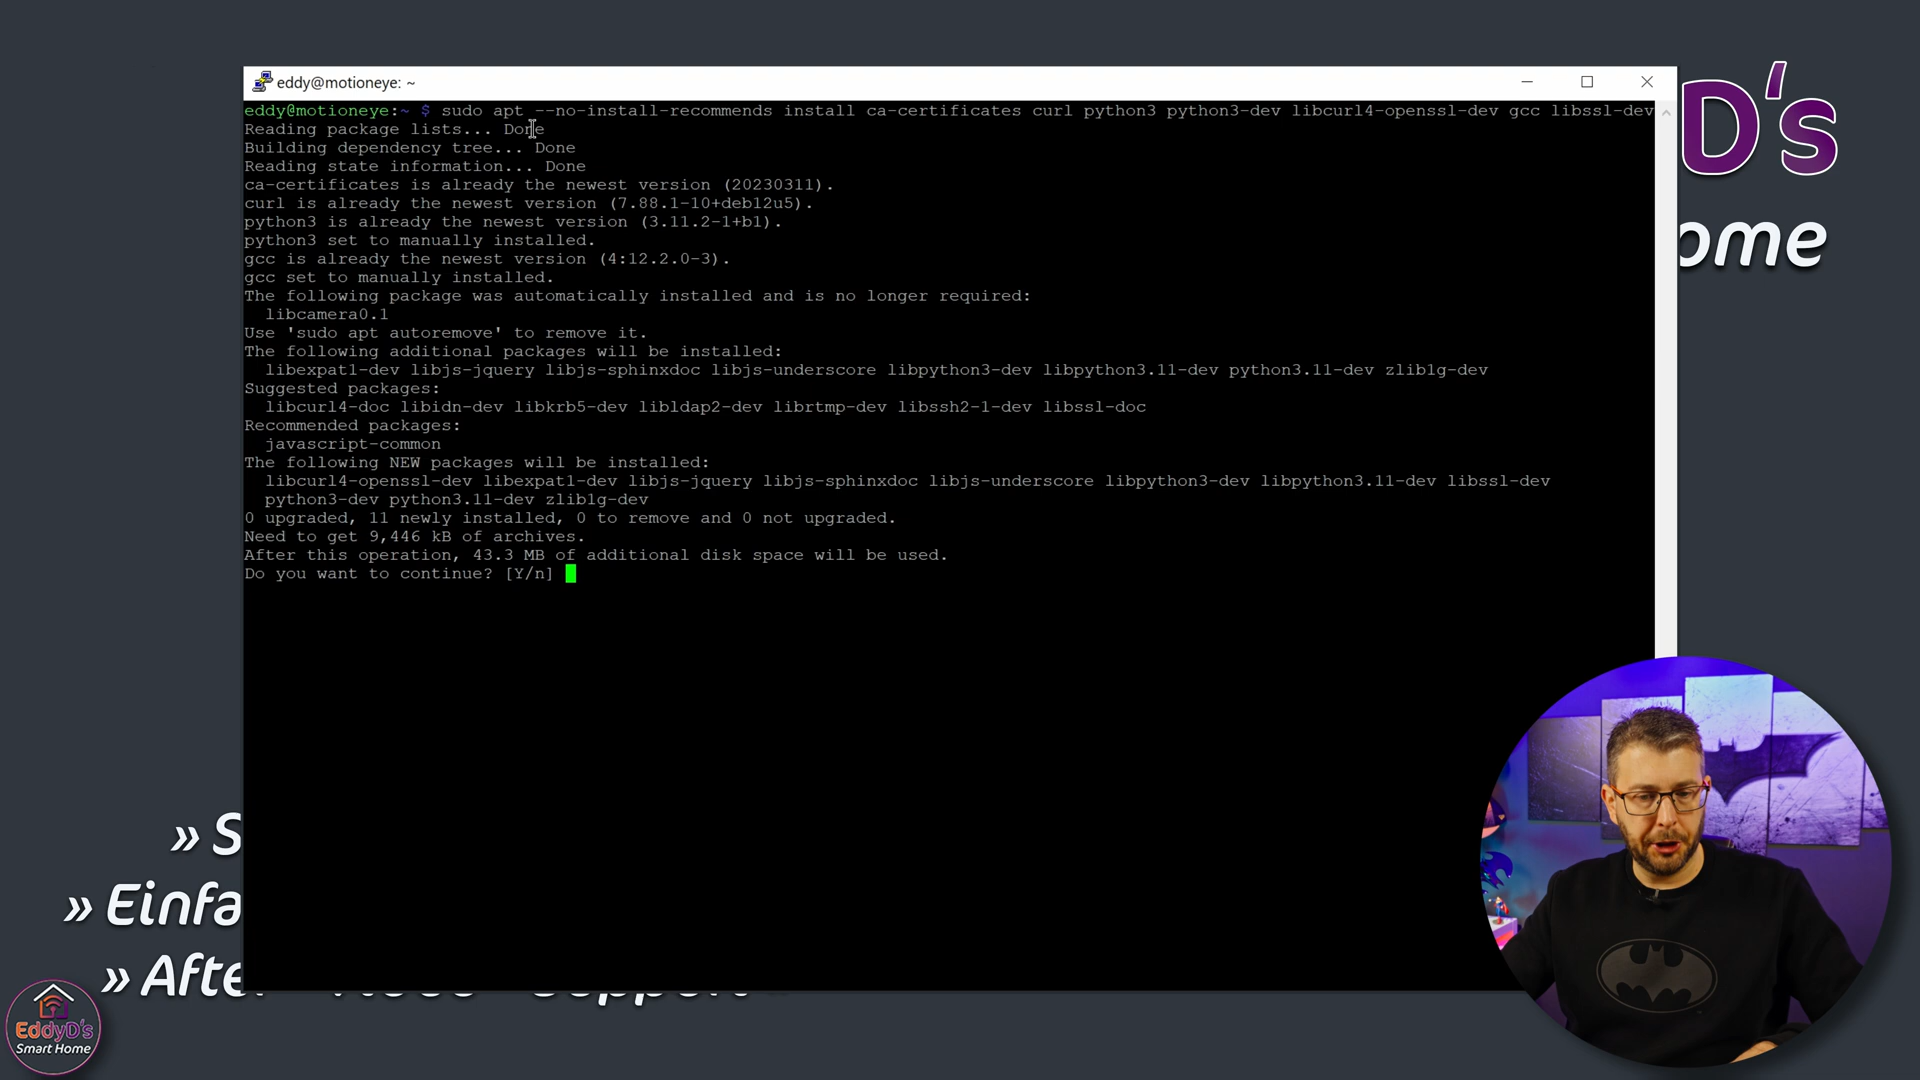 eddy@motioneye: ~
eddy@motioneye:~ $ sudo apt --no-install-recommends install ca-certificates curl python3 python3-dev libcurl4-openssl-dev gcc libssl-dev
Reading package lists... Done
Building dependency tree... Done
Reading state information... Done
ca-certificates is already the newest version (20230311).
curl is already the newest version (7.88.1-10+deb12u5).
python3 is already the newest version (3.11.2-1+b1).
python3 set to manually installed.
gcc is already the newest version (4:12.2.0-3).
gcc set to manually installed.
The following package was automatically installed and is no longer required:
libcamera0.1
Use 'sudo apt autoremove' to remove it.
The following additional packages will be installed:
libexpat1-dev libjs-jquery libjs-sphinxdoc libjs-underscore libpython3-dev libpython3.11-dev python3.11-dev zlib1g-dev
Suggested packages:
libcurl4-doc libidn-dev libkrb5-dev libldap2-dev librtmp-dev libssh2-1-dev libssl-doc
Recommended packages:
javascript-common
The following NEW packages will be installed:
libcurl4-openssl-dev libexpat1-dev libjs-jquery libjs-sphinxdoc libjs-underscore libpython3-dev libpython3.11-dev libssl-dev
python3-dev python3.11-dev zlib1g-dev
0 upgraded, 11 newly installed, 0 to remove and 0 not upgraded.
Need to get 9,446 kB of archives.
After this operation, 43.3 MB of additional disk space will be used.
Do you want to continue? [Y/n]
D's
ome
» S
» Einfa
» Afte
EddyD's
Smart Home